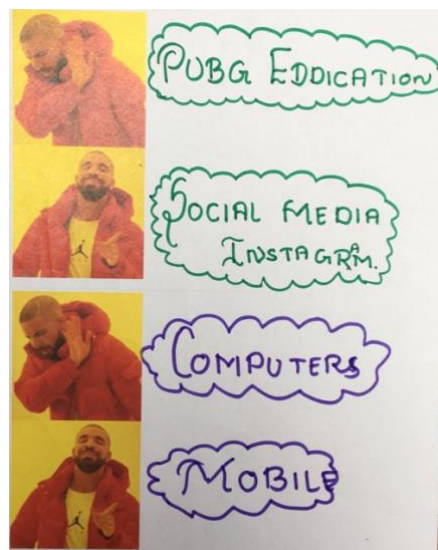 PUBG EDDICATION
SOCIAL MEDIA
INSTAGRAM.
COMPUTERS
MOBILE